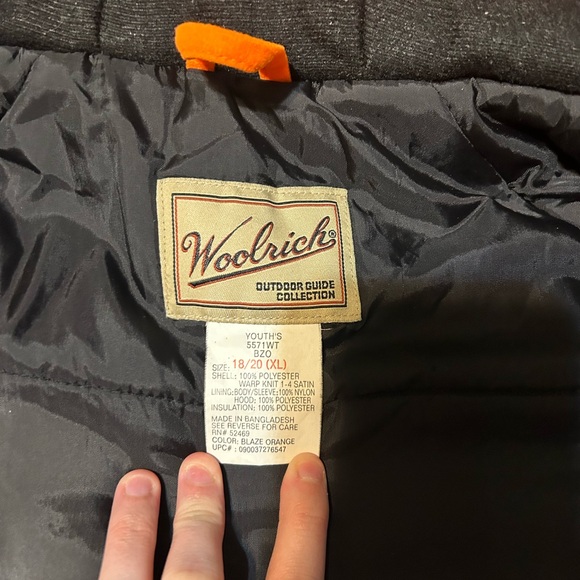 Woolrich®
OUTDOOR GUIDE
COLLECTION
YOUTH'S
5571WT
BZO
SIZE: 18/20 (XL)
SHELL: 100% POLYESTER
WARP KNIT 1-4 SATIN
LINING:BODY/SLEEVE:100% NYLON
HOOD: 100% POLYESTER
INSULATION: 100% POLYESTER
MADE IN BANGLADESH
SEE REVERSE FOR CARE
RN# 52469
COLOR: BLAZE ORANGE
UPC# : 090037276547